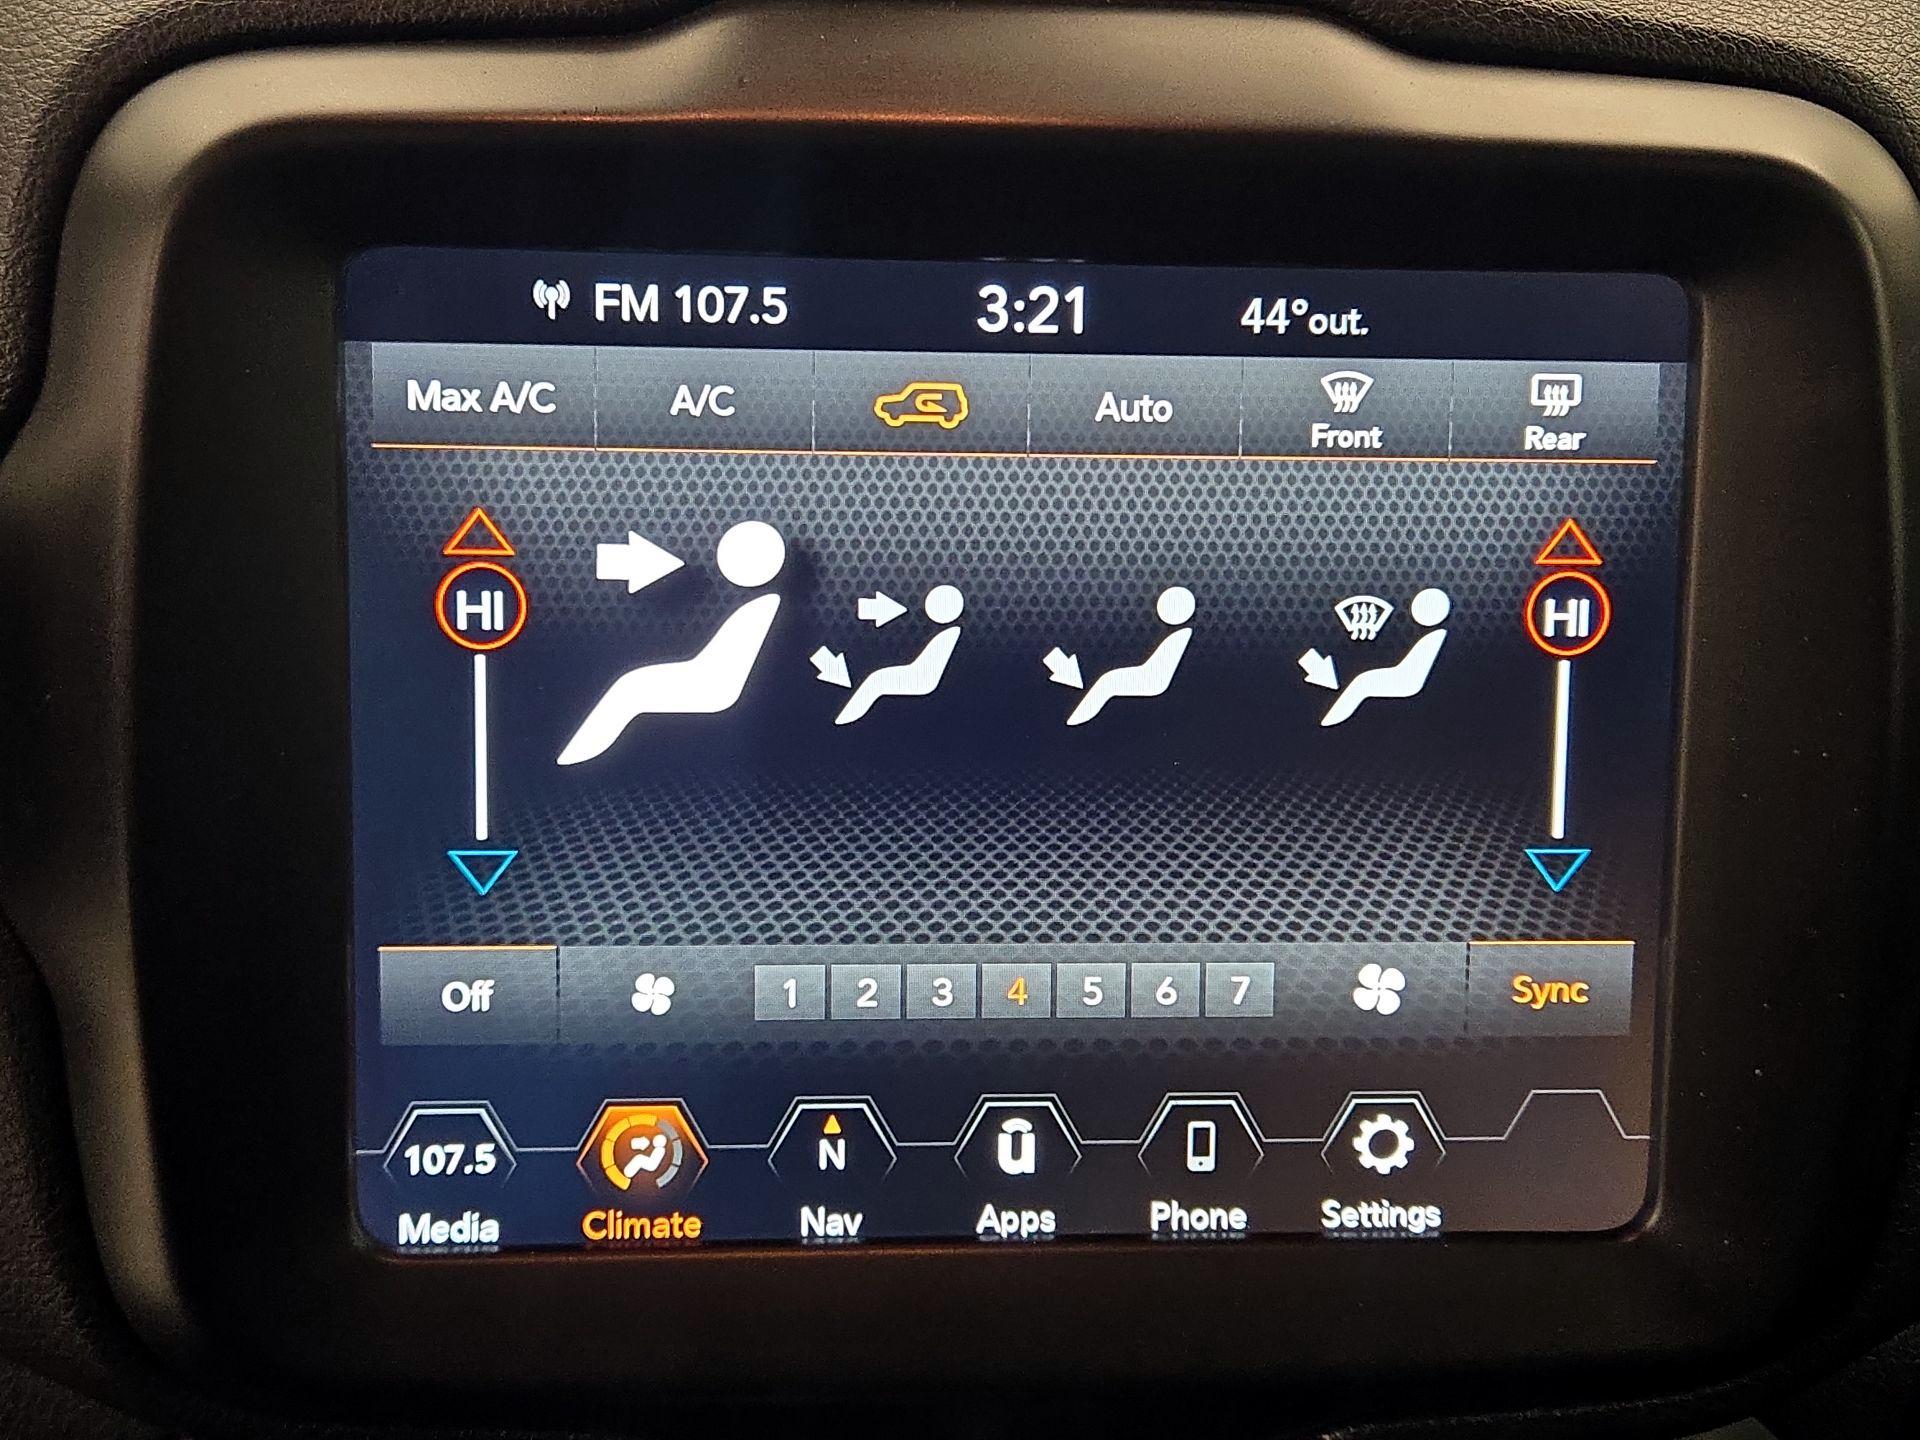 FM 107.5 3:21 44°out.
Max A/C A/C Auto Front Rear
HI HI
Off 1 2 3 4 5 6 7 Sync
107.5 N u
Media Climate Nav Apps Phone Settings